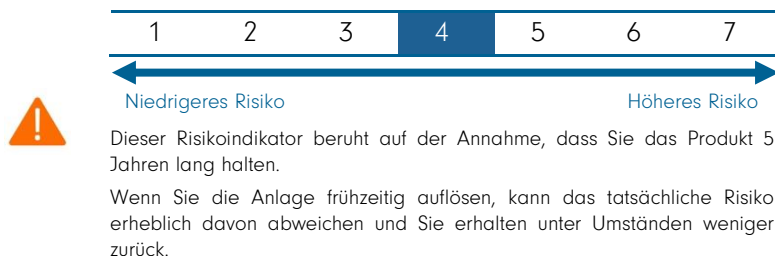 1 2 3 4 5 6 7
Niedrigeres Risiko Höheres Risiko
Dieser Risikoindikator beruht auf der Annahme, dass Sie das Produkt 5
Jahren lang halten.
Wenn Sie die Anlage frühzeitig auflösen, kann das tatsächliche Risiko
erheblich davon abweichen und Sie erhalten unter Umständen weniger
zurück.